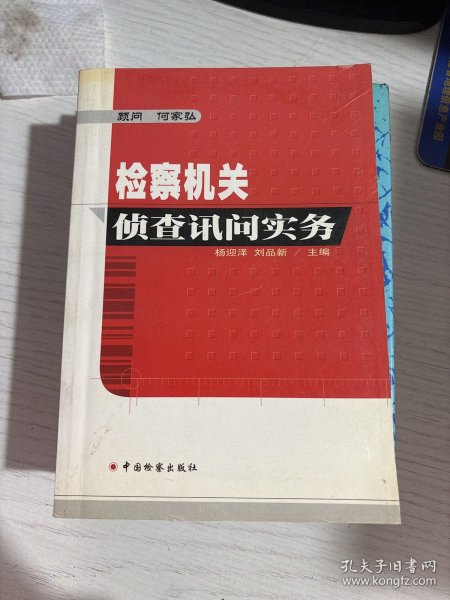 顾问 何家弘
检察机关
侦查讯问实务
杨迎泽 刘品新 / 主编
中国检察出版社
孔夫子旧书网
www.kongfz.com